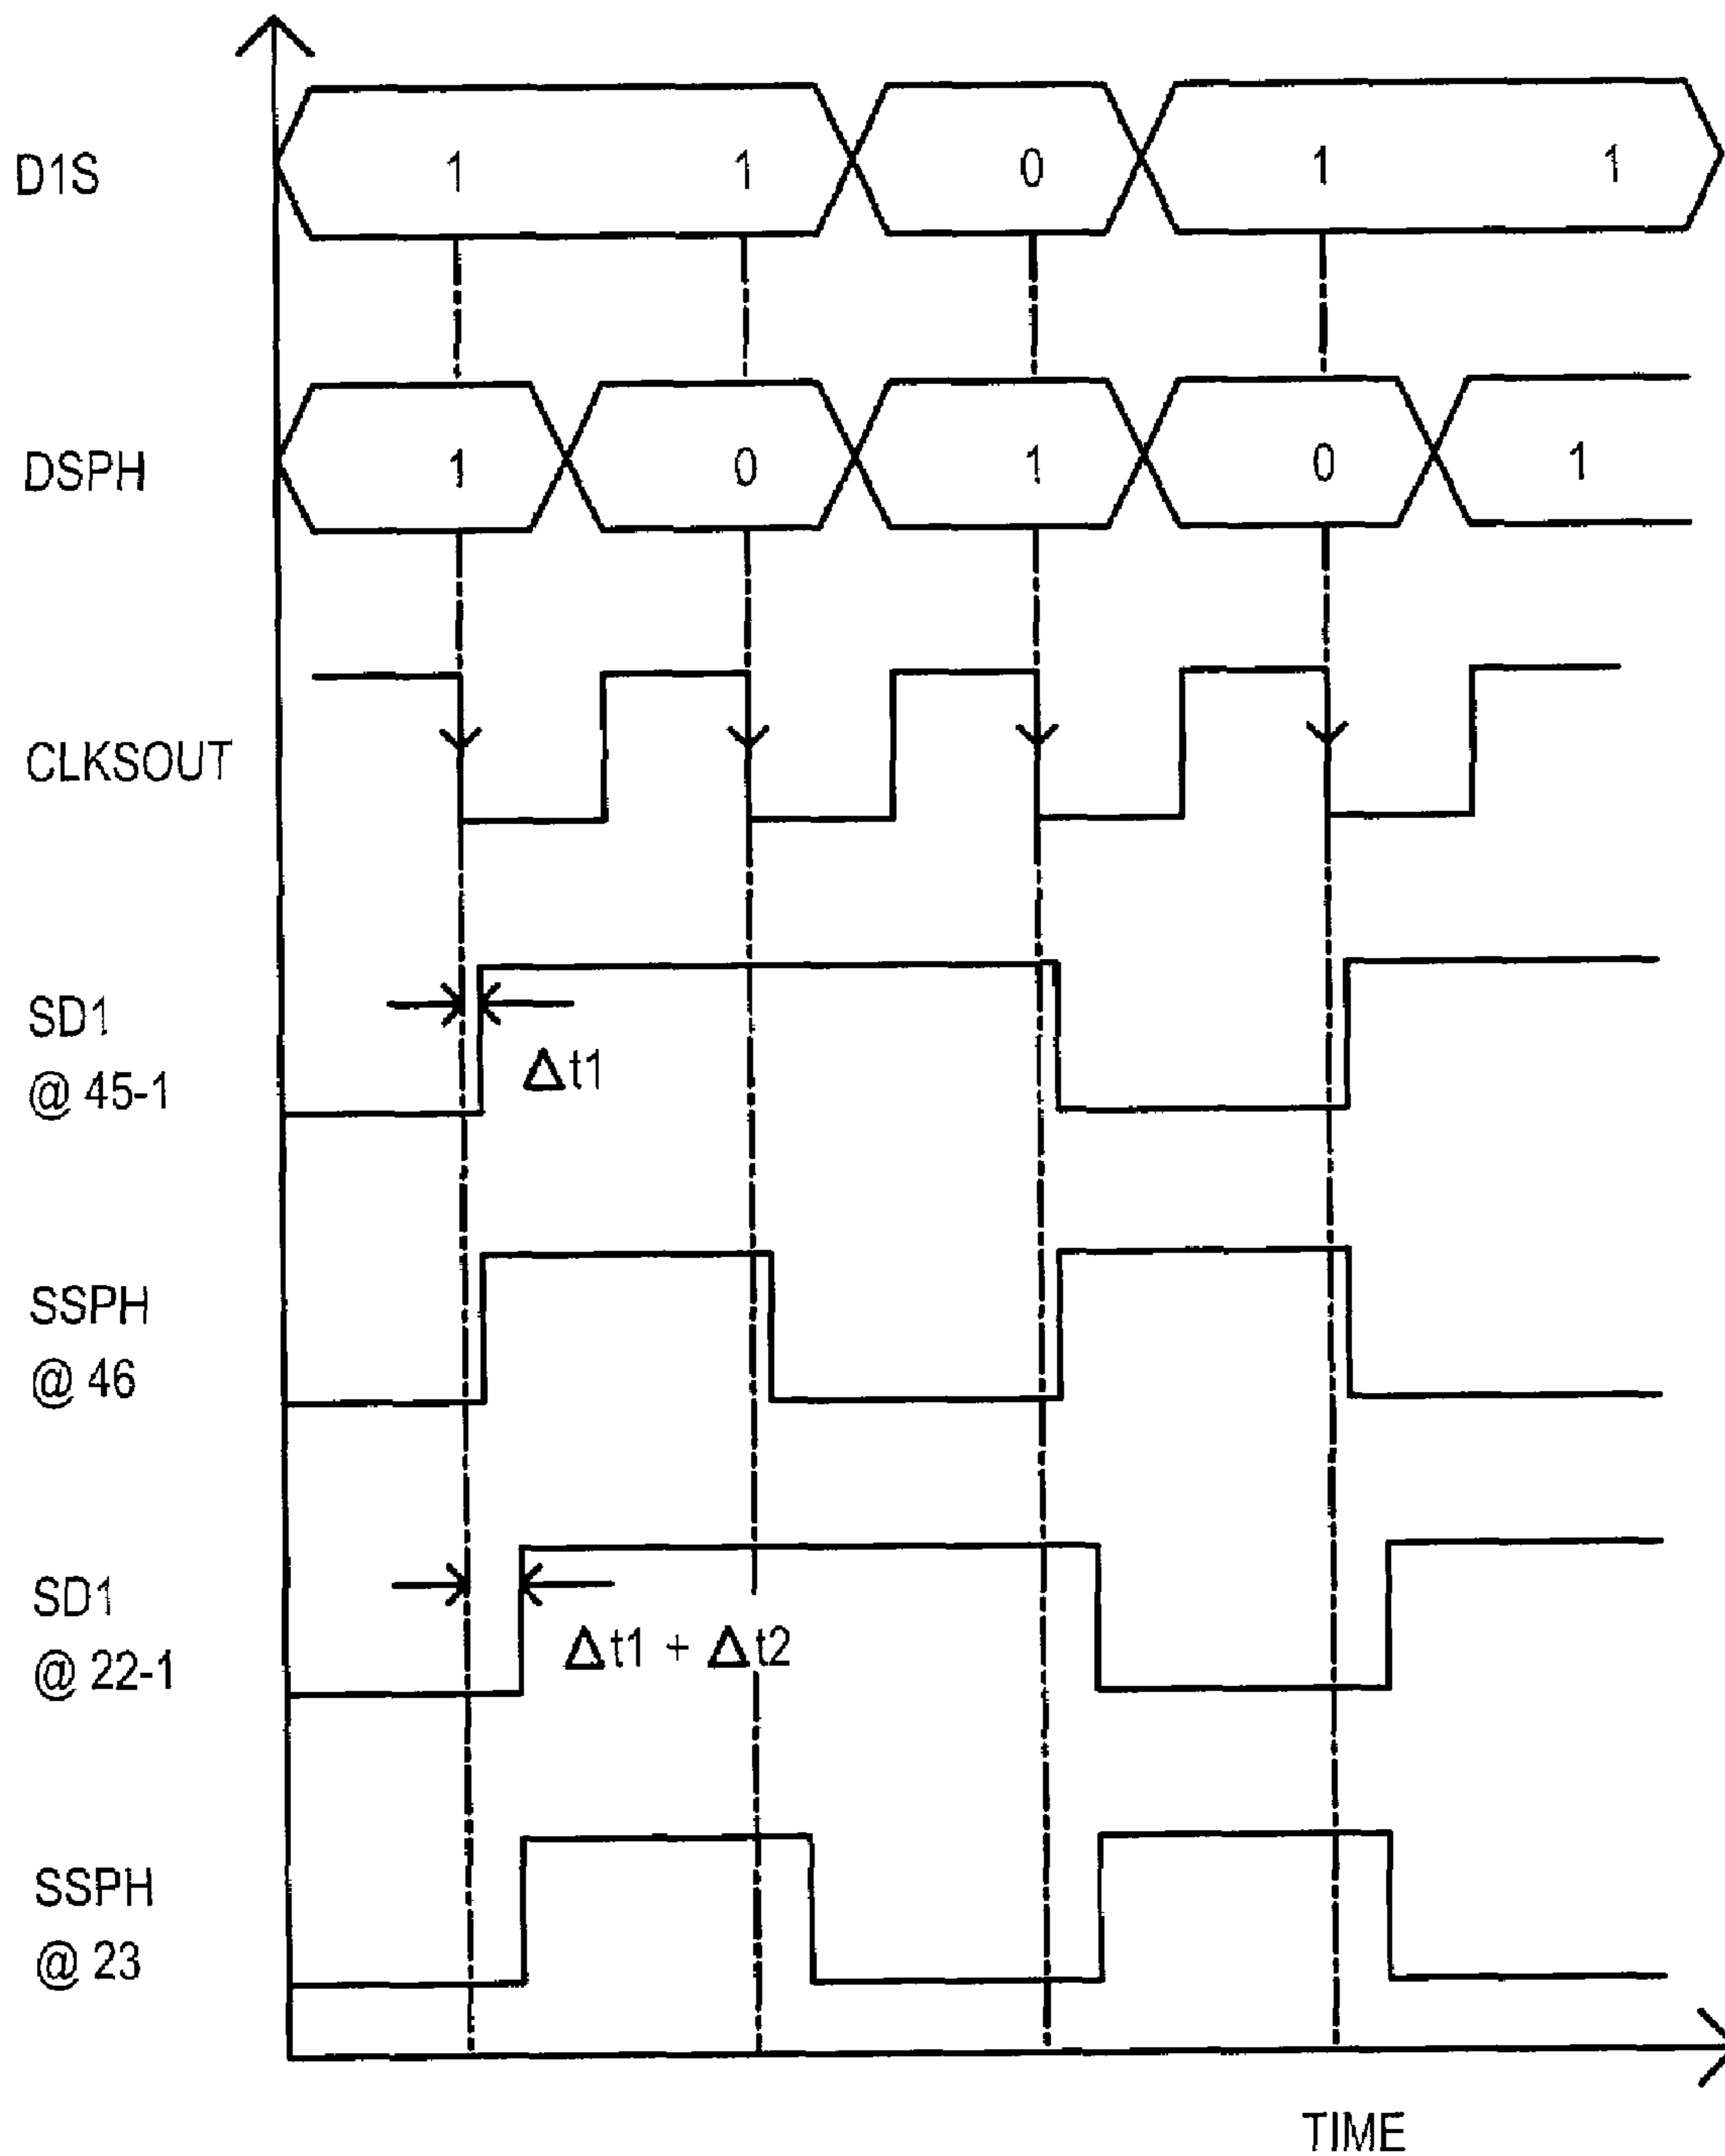 D1S 1 1 0 1 1
DSPH 1 0 1 0 1
CLKSOUT
SD1
@ 45-1
Δt1
SSPH
@ 46
SD1
@ 22-1
Δt1 + Δt2
SSPH
@ 23
TIME